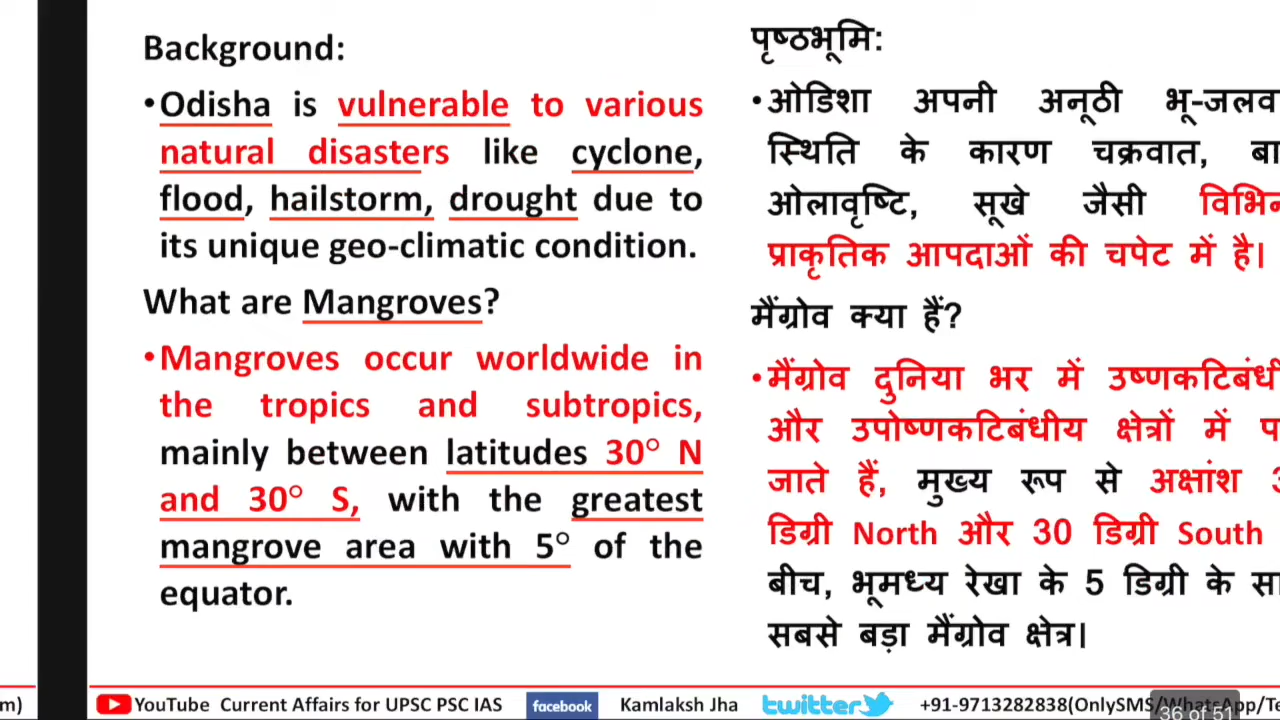 Background:
•Odisha is vulnerable to various
natural disasters like cyclone,
flood, hailstorm, drought due to
its unique geo-climatic condition.
What are Mangroves?
•Mangroves occur worldwide in
the tropics and subtropics,
mainly between latitudes 30° N
and 30° S, with the greatest
mangrove area with 5° of the
equator.
पृष्ठभूमि:
•ओडिशा अपनी अनूठी
स्थिति के कारण चक्रवात,
ओलावृष्टि, सूखे जैसी
प्राकृतिक आपदाओं की चपेट में है।
मैंग्रोव क्या हैं?
•मैंग्रोव दुनिया भर में
और उपोष्णकटिबंधीय क्षेत्रों में
जाते हैं, मुख्य रूप से अक्षांश
डिग्री North और 30 डिग्री South
बीच, भूमध्य रेखा के 5 डिग्री के
सबसे बड़ा मैंग्रोव क्षेत्र।
m) YouTube Current Affairs for UPSC PSC IAS facebook Kamlaksh Jha twitter +91-9713282838(OnlySMS/WhatsApp/Te
36 of 51